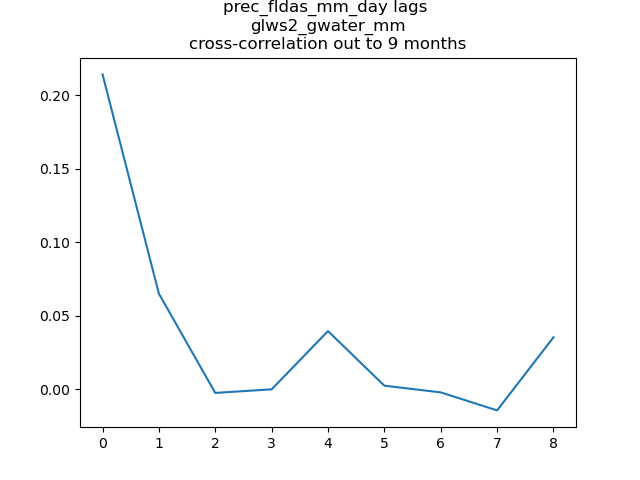 prec_fldas_mm_day lags
glws2_gwater_mm
cross-correlation out to 9 months
0.20
0.15
0.10
0.05
0.00
0 1 2 3 4 5 6 7 8